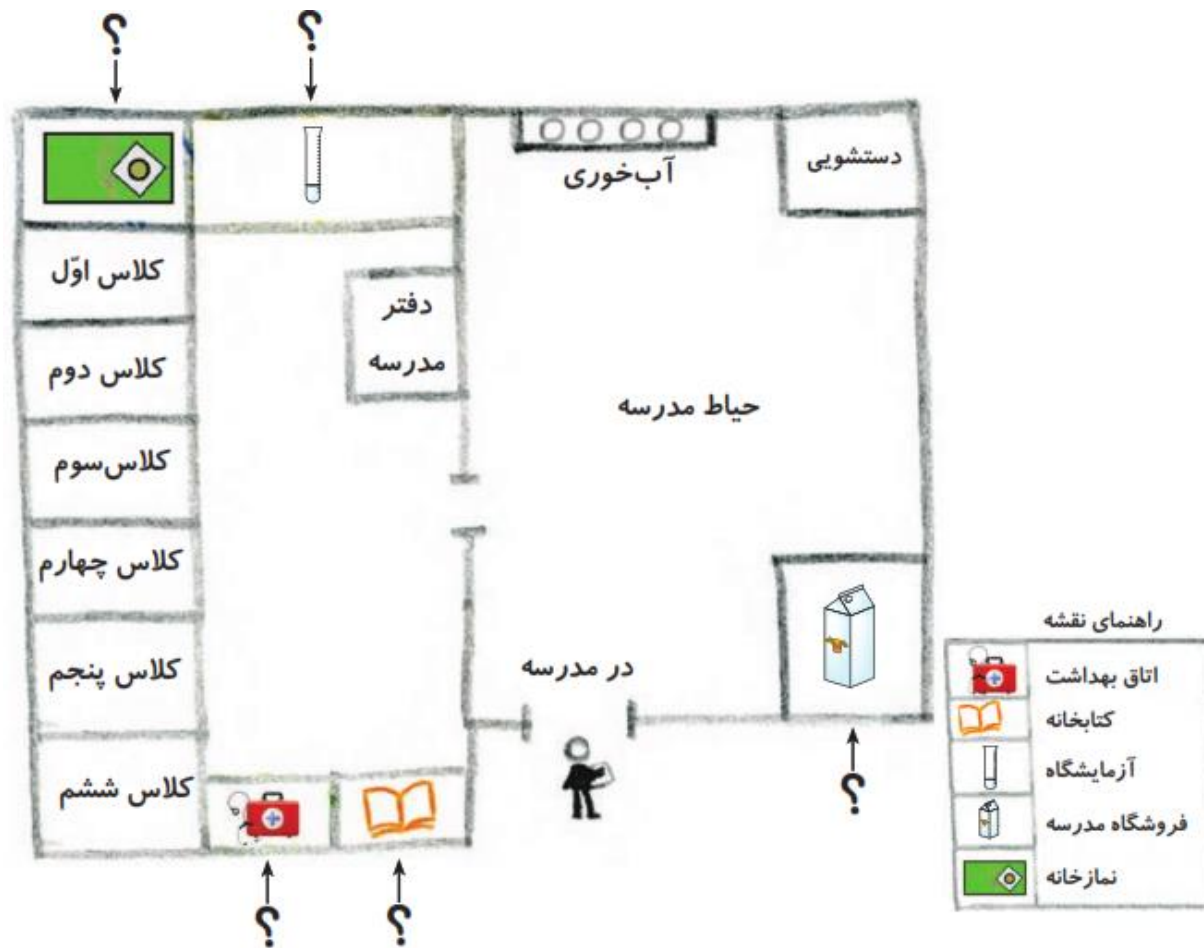 ؟
؟
آب‌خوری
دستشویی
کلاس اوّل
دفتر
مدرسه
کلاس دوم
حیاط مدرسه
کلاس‌سوم
کلاس چهارم
کلاس پنجم
در مدرسه
کلاس ششم
؟
؟
؟
راهنمای نقشه
اتاق بهداشت
کتابخانه
آزمایشگاه
فروشگاه مدرسه
نمازخانه